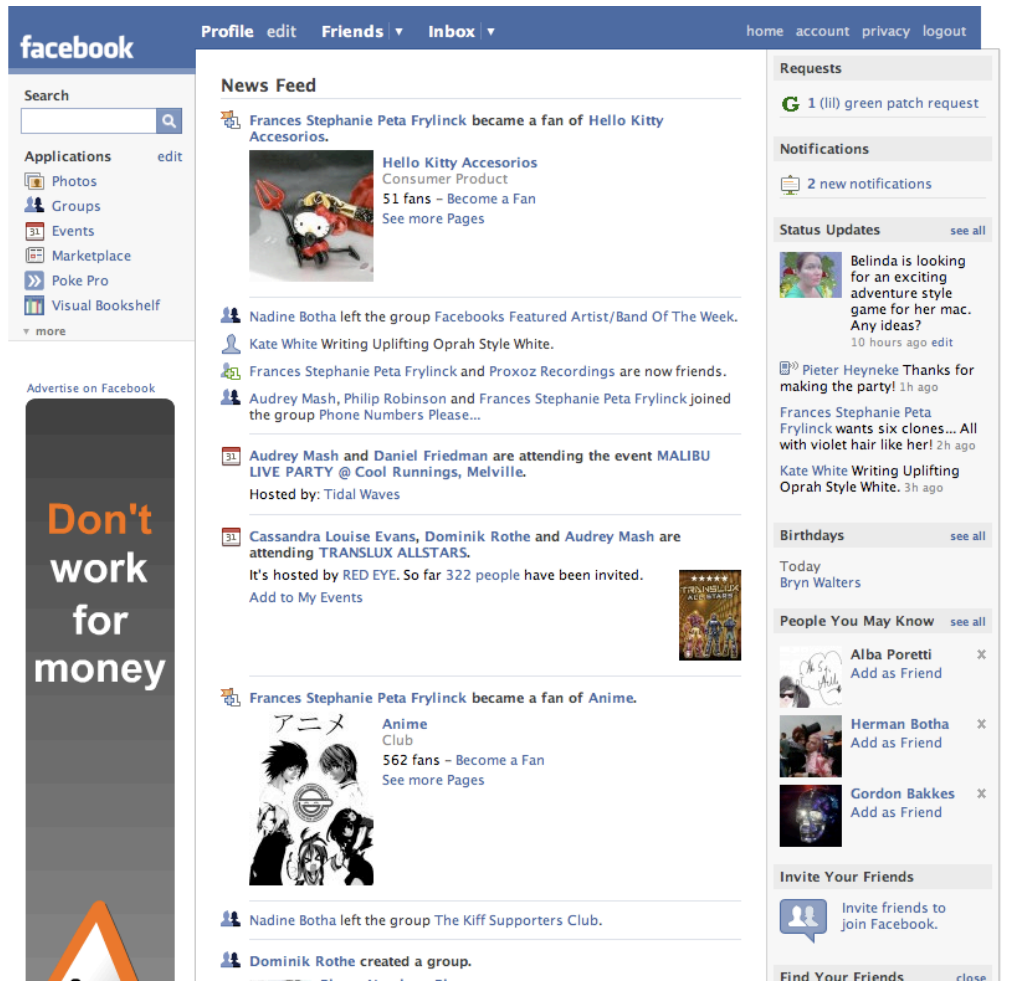 facebook
Profile edit Friends ▼ Inbox ▼
home account privacy logout
Search
Applications edit
Photos
Groups
31 Events
Marketplace
Poke Pro
Visual Bookshelf
▼ more
Advertise on Facebook
Don't
work
for
money
News Feed
Frances Stephanie Peta Frylinck became a fan of Hello Kitty
Accesorios.
Hello Kitty Accesorios
Consumer Product
51 fans – Become a Fan
See more Pages
Nadine Botha left the group Facebooks Featured Artist/Band Of The Week.
Kate White Writing Uplifting Oprah Style White.
Frances Stephanie Peta Frylinck and Proxoz Recordings are now friends.
Audrey Mash, Philip Robinson and Frances Stephanie Peta Frylinck joined
the group Phone Numbers Please...
31 Audrey Mash and Daniel Friedman are attending the event MALIBU
LIVE PARTY @ Cool Runnings, Melville.
Hosted by: Tidal Waves
31 Cassandra Louise Evans, Dominik Rothe and Audrey Mash are
attending TRANSLUX ALLSTARS.
It's hosted by RED EYE. So far 322 people have been invited.
Add to My Events
★★★★★
TRANSLUX
ALL STARS
Frances Stephanie Peta Frylinck became a fan of Anime.
アニメ
Anime
Club
562 fans – Become a Fan
See more Pages
Nadine Botha left the group The Kiff Supporters Club.
Dominik Rothe created a group.
Requests
G 1 (lil) green patch request
Notifications
2 new notifications
Status Updates see all
Belinda is looking
for an exciting
adventure style
game for her mac.
Any ideas?
10 hours ago edit
Pieter Heyneke Thanks for
making the party! 1h ago
Frances Stephanie Peta
Frylinck wants six clones... All
with violet hair like her! 2h ago
Kate White Writing Uplifting
Oprah Style White. 3h ago
Birthdays see all
Today
Bryn Walters
People You May Know see all
Alba Poretti x
Add as Friend
Herman Botha x
Add as Friend
Gordon Bakkes x
Add as Friend
Invite Your Friends
Invite friends to
join Facebook.
Find Your Friends close